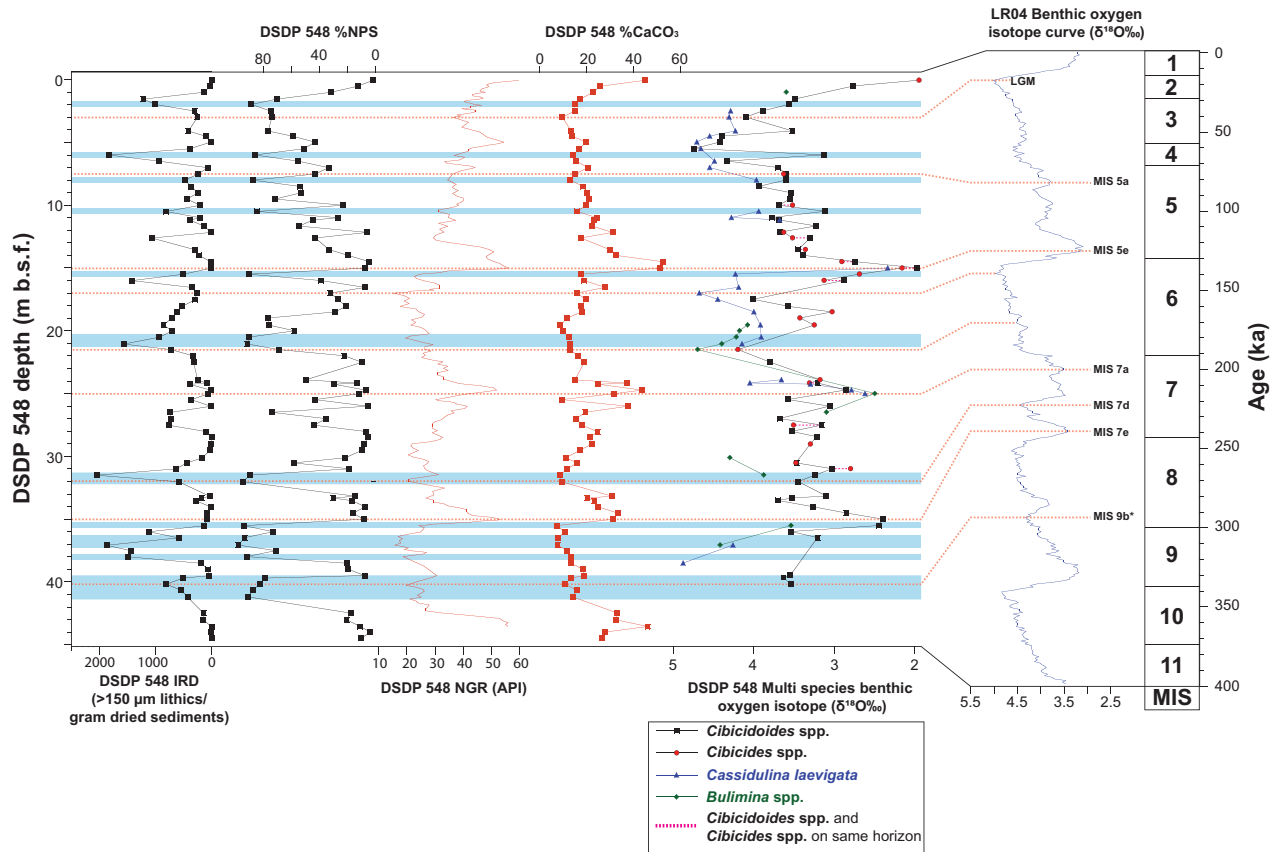 LR04 Benthic oxygen
isotope curve (δ¹⁸O‰)
DSDP 548 %NPS
DSDP 548 %CaCO₃
80 40 0
0 20 40 60
DSDP 548 depth (m b.s.f.)
0
10
20
30
40
LGM
MIS 5a
MIS 5e
MIS 7a
MIS 7d
MIS 7e
MIS 9b*
1
2
3
4
5
6
7
8
9
10
11
MIS
0
50
100
150
200
250
300
350
400
Age (ka)
2000 1000 0
10 20 30 40 50 60
5 4 3 2
5.5 4.5 3.5 2.5
DSDP 548 IRD
(>150 µm lithics/
gram dried sediments)
DSDP 548 NGR (API)
DSDP 548 Multi species benthic
oxygen isotope (δ¹⁸O‰)
Cibicidoides spp.
Cibicides spp.
Cassidulina laevigata
Bulimina spp.
Cibicidoides spp. and
Cibicides spp. on same horizon